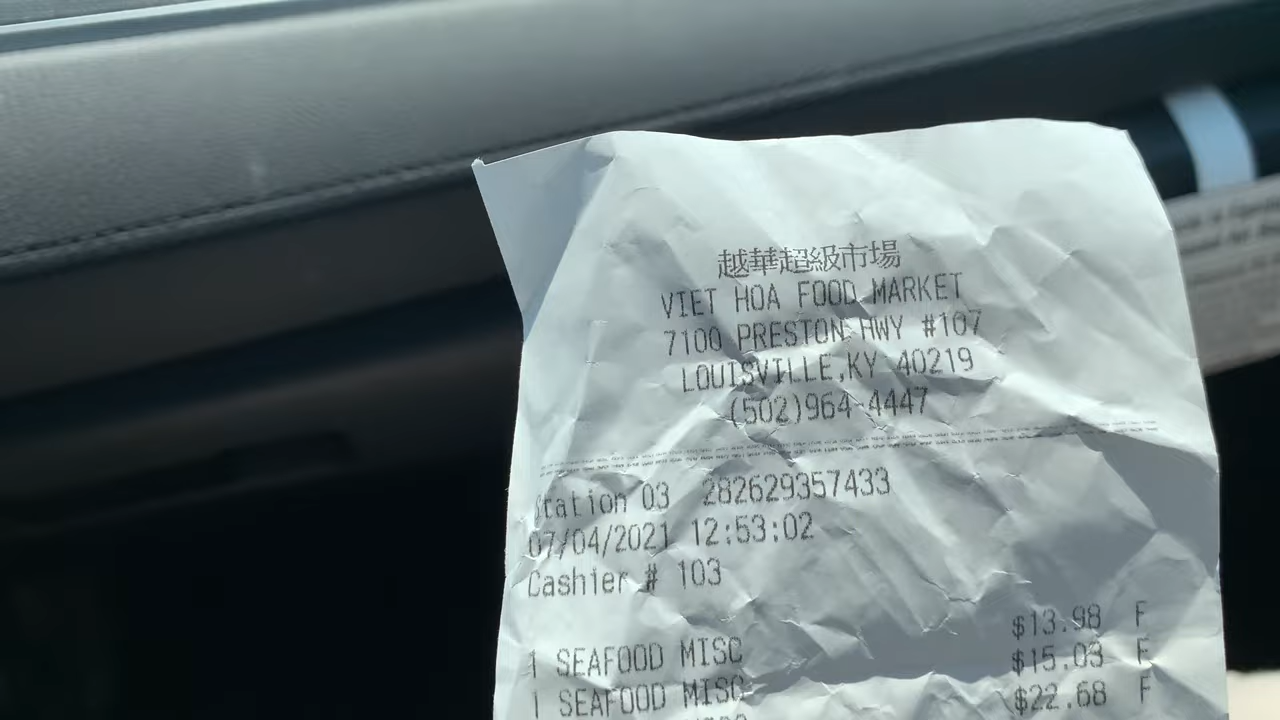 越華超級市場
VIET HOA FOOD MARKET
7100 PRESTON HWY #107
LOUISVILLE,KY 40219
(502)964-4447
Station 03 282629357433
07/04/2021 12:53:02
Cashier # 103
1 SEAFOOD MISC $13.98 F
1 SEAFOOD MISC $15.03 F
$22.68 F